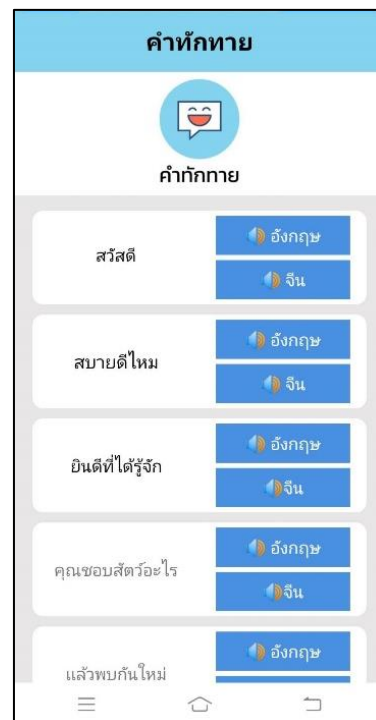 คำทักทาย
คำทักทาย
สวัสดี
อังกฤษ
จีน
สบายดีไหม
อังกฤษ
จีน
ยินดีที่ได้รู้จัก
อังกฤษ
จีน
คุณชอบสัตว์อะไร
อังกฤษ
จีน
แล้วพบกันใหม่
อังกฤษ